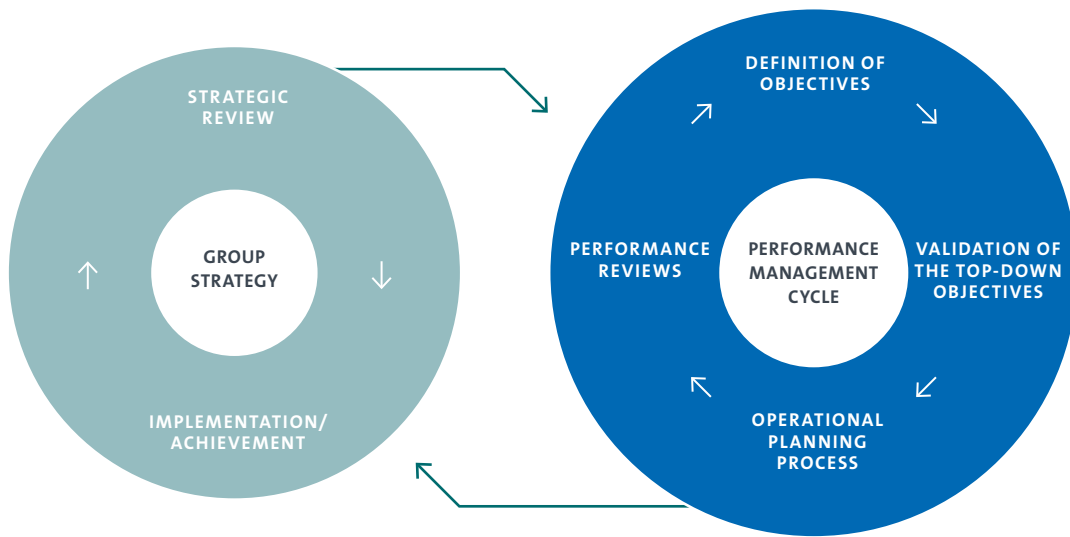 STRATEGIC
REVIEW
GROUP
STRATEGY
IMPLEMENTATION/
ACHIEVEMENT
DEFINITION OF
OBJECTIVES
PERFORMANCE
REVIEWS
PERFORMANCE
MANAGEMENT
CYCLE
VALIDATION OF
THE TOP-DOWN
OBJECTIVES
OPERATIONAL
PLANNING
PROCESS